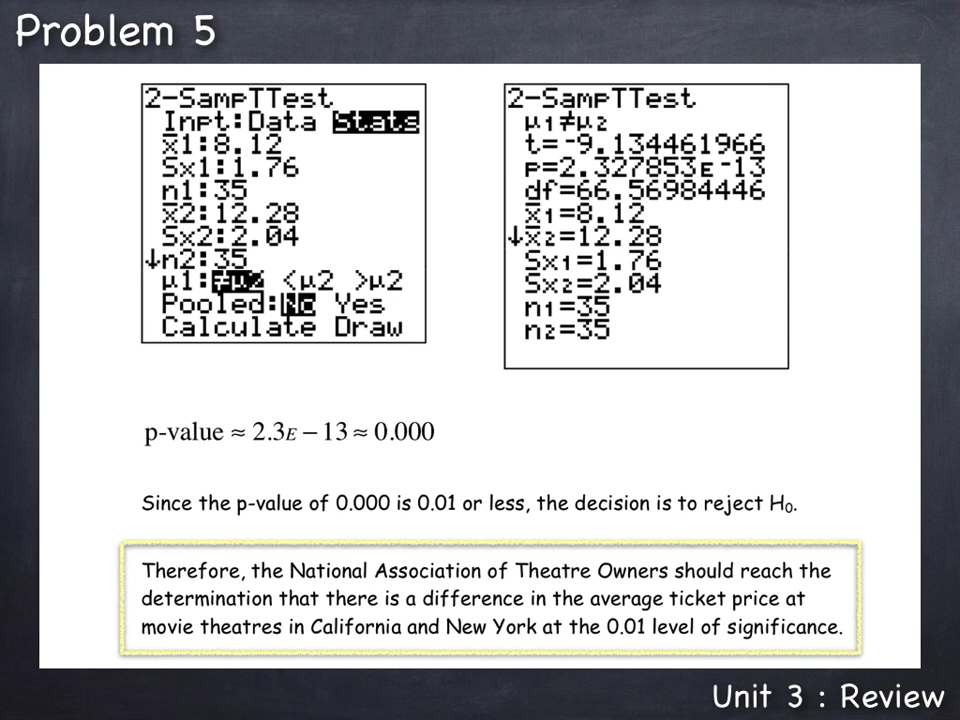 Problem 5
2-SampTTest
Inpt:Data Stats
x̄1:8.12
Sx1:1.76
n1:35
x̄2:12.28
Sx2:2.04
↓n2:35
μ1:≠μ2 <μ2 >μ2
Pooled:No Yes
Calculate Draw
2-SampTTest
μ1≠μ2
t=-9.134461966
p=2.327853E-13
df=66.56984446
x̄1=8.12
↓x̄2=12.28
Sx1=1.76
Sx2=2.04
n1=35
n2=35
p-value ≈ 2.3E − 13 ≈ 0.000
Since the p-value of 0.000 is 0.01 or less, the decision is to reject H₀.
Therefore, the National Association of Theatre Owners should reach the
determination that there is a difference in the average ticket price at
movie theatres in California and New York at the 0.01 level of significance.
Unit 3 : Review